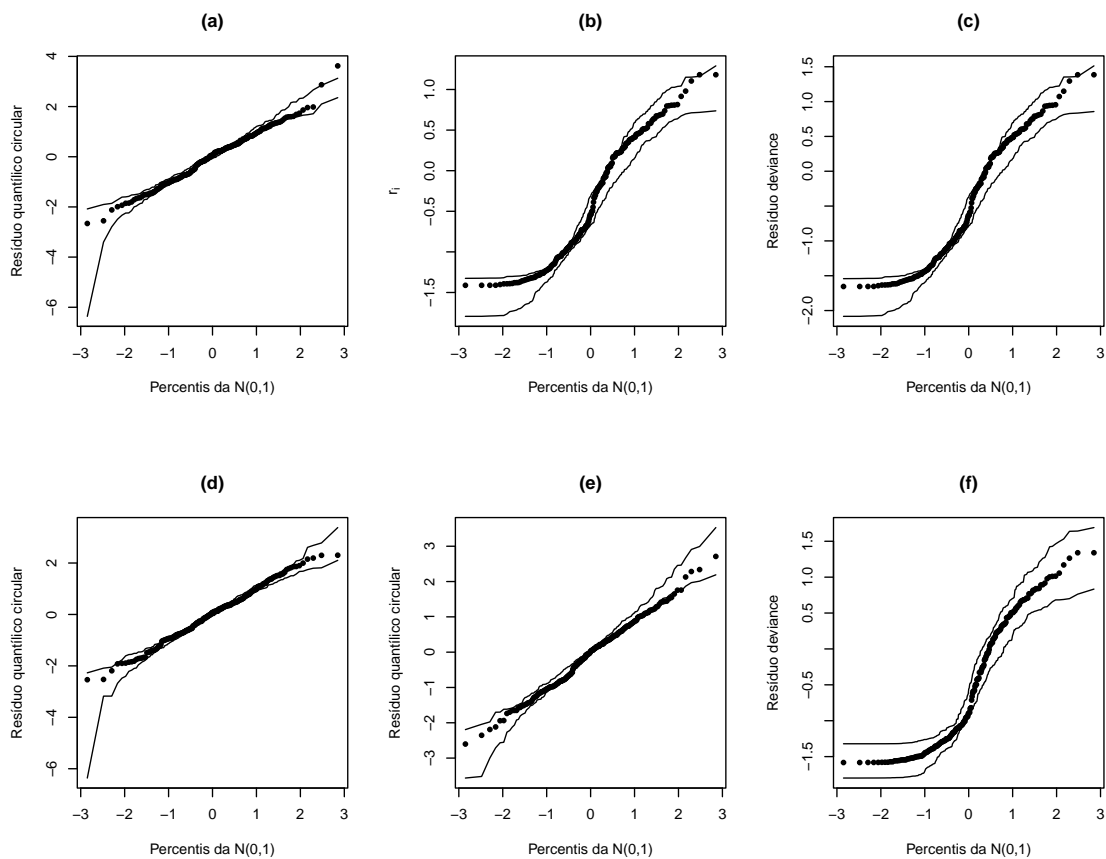 (a)
Resíduo quantílico circular
4
2
0
−2
−4
−6
−3 −2 −1 0 1 2 3
Percentis da N(0,1)
(b)
r_i
1.0
0.5
0.0
−0.5
−1.5
−3 −2 −1 0 1 2 3
Percentis da N(0,1)
(c)
Resíduo deviance
1.5
1.0
0.5
0.0
−1.0
−2.0
−3 −2 −1 0 1 2 3
Percentis da N(0,1)
(d)
Resíduo quantílico circular
2
0
−2
−4
−6
−3 −2 −1 0 1 2 3
Percentis da N(0,1)
(e)
Resíduo quantílico circular
3
2
1
0
−1
−2
−3
−3 −2 −1 0 1 2 3
Percentis da N(0,1)
(f)
Resíduo deviance
1.5
0.5
−0.5
−1.5
−3 −2 −1 0 1 2 3
Percentis da N(0,1)